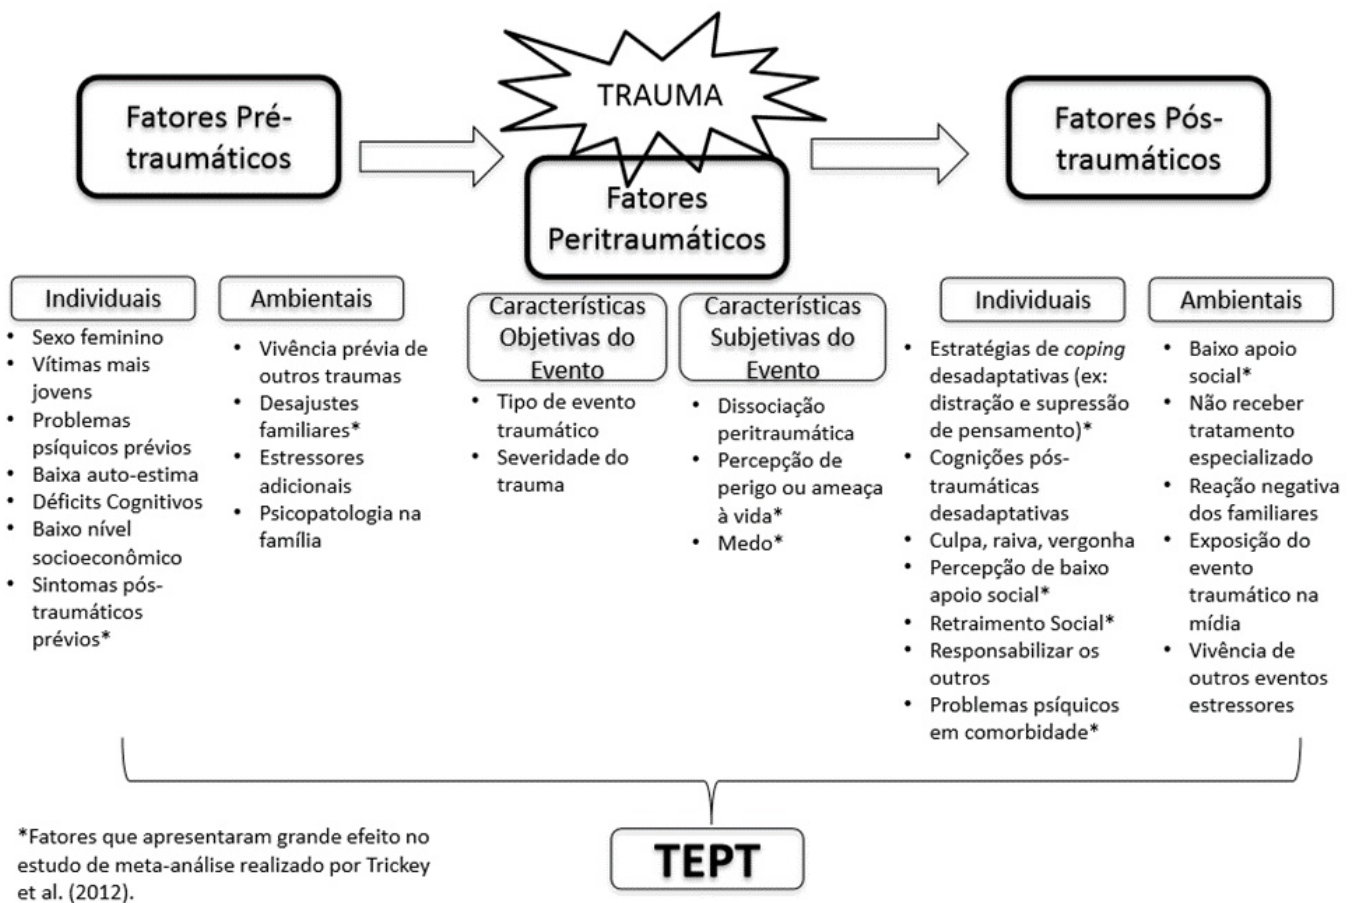 TRAUMA
Fatores Pré-
traumáticos
Fatores
Peritraumáticos
Fatores Pós-
traumáticos
Individuais
• Sexo feminino
• Vítimas mais
jovens
• Problemas
psíquicos prévios
• Baixa auto-estima
• Déficits Cognitivos
• Baixo nível
socioeconômico
• Sintomas pós-
traumáticos
prévios*
Ambientais
• Vivência prévia de
outros traumas
• Desajustes
familiares*
• Estressores
adicionais
• Psicopatologia na
família
Características
Objetivas do
Evento
• Tipo de evento
traumático
• Severidade do
trauma
Características
Subjetivas do
Evento
• Dissociação
peritraumática
• Percepção de
perigo ou ameaça
à vida*
• Medo*
Individuais
• Estratégias de coping
desadaptativas (ex:
distração e supressão
de pensamento)*
• Cognições pós-
traumáticas
desadaptativas
• Culpa, raiva, vergonha
• Percepção de baixo
apoio social*
• Retraimento Social*
• Responsabilizar os
outros
• Problemas psíquicos
em comorbidade*
Ambientais
• Baixo apoio
social*
• Não receber
tratamento
especializado
• Reação negativa
dos familiares
• Exposição do
evento
traumático na
mídia
• Vivência de
outros eventos
estressores
*Fatores que apresentaram grande efeito no
estudo de meta-análise realizado por Trickey
et al. (2012).
TEPT